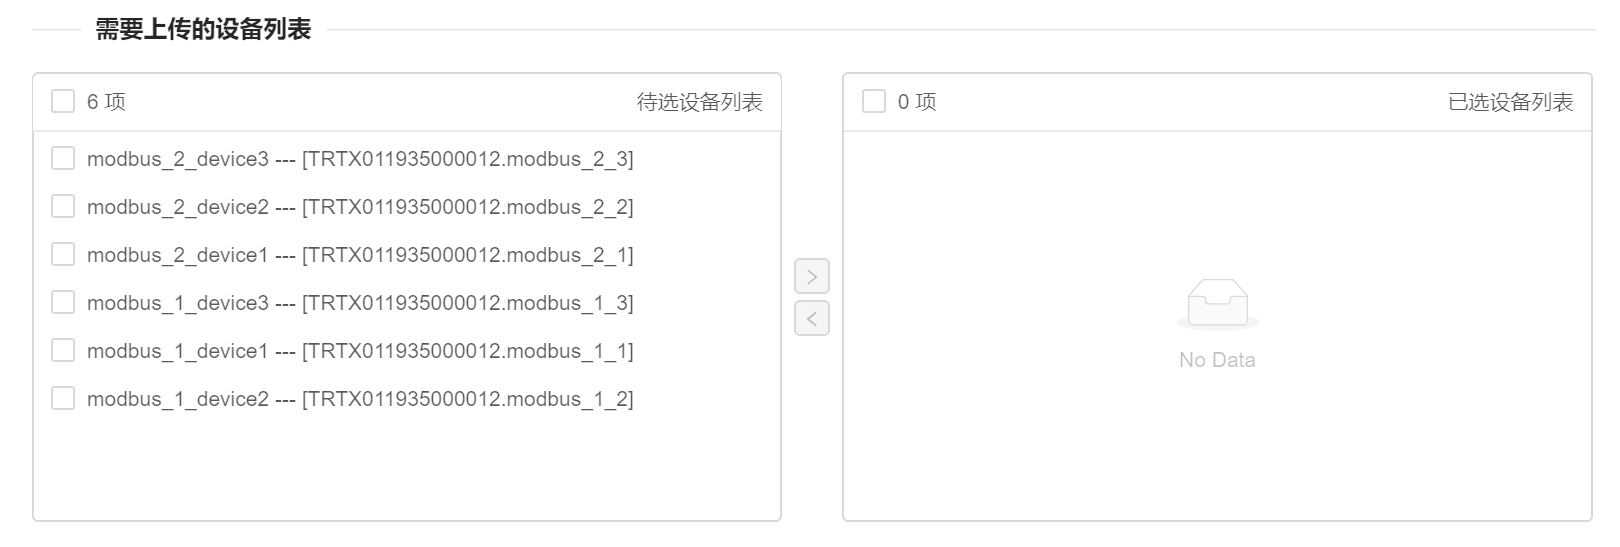 需要上传的设备列表
6 项 待选设备列表
modbus_2_device3 --- [TRTX011935000012.modbus_2_3]
modbus_2_device2 --- [TRTX011935000012.modbus_2_2]
modbus_2_device1 --- [TRTX011935000012.modbus_2_1]
modbus_1_device3 --- [TRTX011935000012.modbus_1_3]
modbus_1_device1 --- [TRTX011935000012.modbus_1_1]
modbus_1_device2 --- [TRTX011935000012.modbus_1_2]
0 项 已选设备列表
No Data